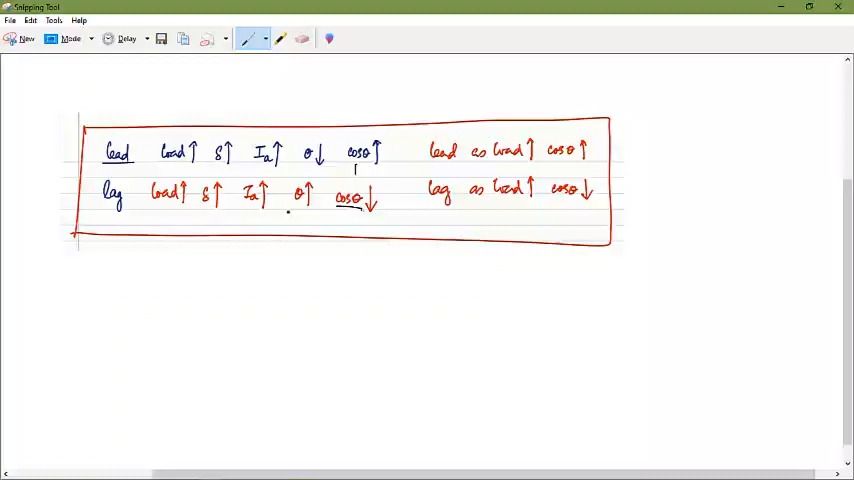 Snipping Tool
File Edit Tools Help
New Mode Delay
lead load↑ δ↑ Ia↑ θ↓ cosθ↑ lead as load↑ cosθ↑
lag load↑ δ↑ Ia↑ θ↑ cosθ↓ lag as load↑ cosθ↓